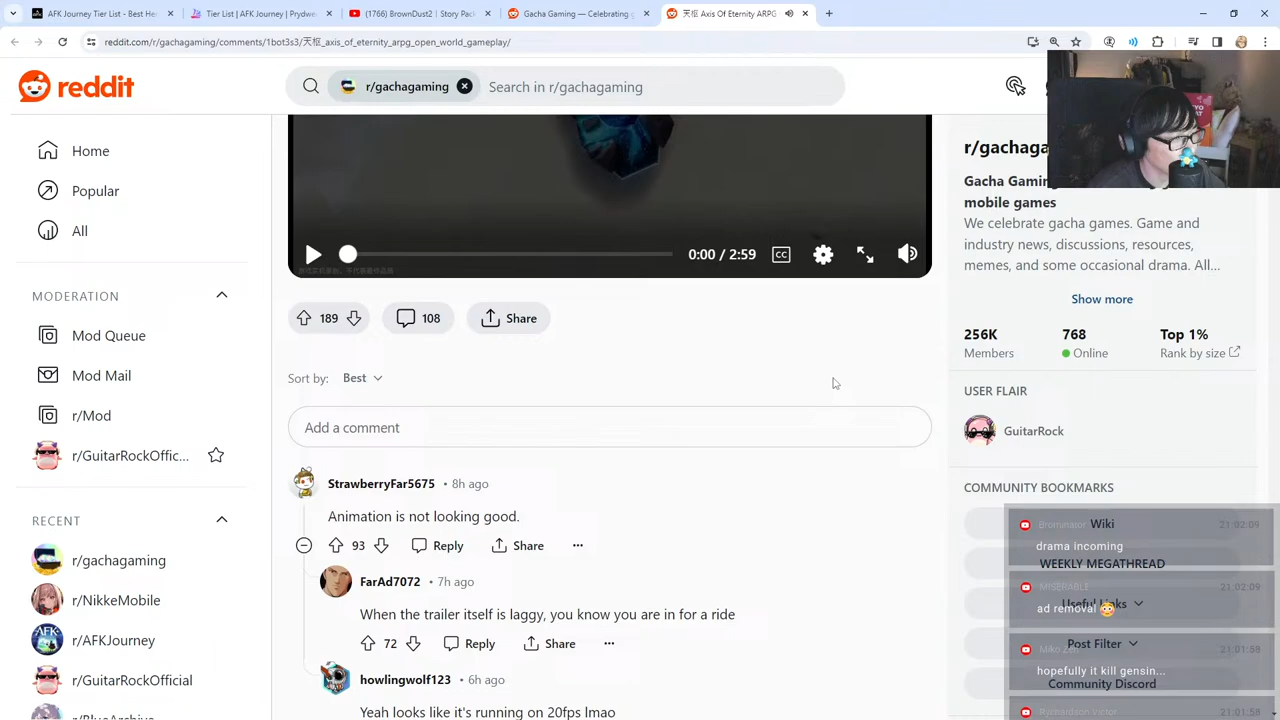 AFK Journey Tier List - Best He
Tier List | AFK Journey | Prydwe
(1766) BrownDust2 | Story Pack
Gacha Gaming — Celebrating g
天枢 Axis Of Eternity ARPG
reddit.com/r/gachagaming/comments/1bot3s3/天枢_axis_of_eternity_arpg_open_world_gameplay/
reddit
r/gachagaming
Search in r/gachagaming
Home
Popular
All
MODERATION
Mod Queue
Mod Mail
r/Mod
r/GuitarRockOffic...
RECENT
r/gachagaming
r/NikkeMobile
r/AFKJourney
r/GuitarRockOfficial
0:00 / 2:59
CC
189
108
Share
Sort by: Best
Add a comment
StrawberryFar5675 • 8h ago
Animation is not looking good.
93 Reply Share
FarAd7072 • 7h ago
When the trailer itself is laggy, you know you are in for a ride
72 Reply Share
howlingwolf123 • 6h ago
Yeah looks like it's running on 20fps lmao
r/gachaga
Gacha Gaming
mobile games
We celebrate gacha games. Game and
industry news, discussions, resources,
memes, and some occasional drama. All...
Show more
256K 768 Top 1%
Members Online Rank by size
USER FLAIR
GuitarRock
COMMUNITY BOOKMARKS
Brominator Wiki 21:02:09
drama incoming
WEEKLY MEGATHREAD
MISERABLE 21:02:09
Useful Links
ad removal
Post Filter
Miko Zen 21:01:58
hopefully it kill gensin...
Community Discord
21:01:58